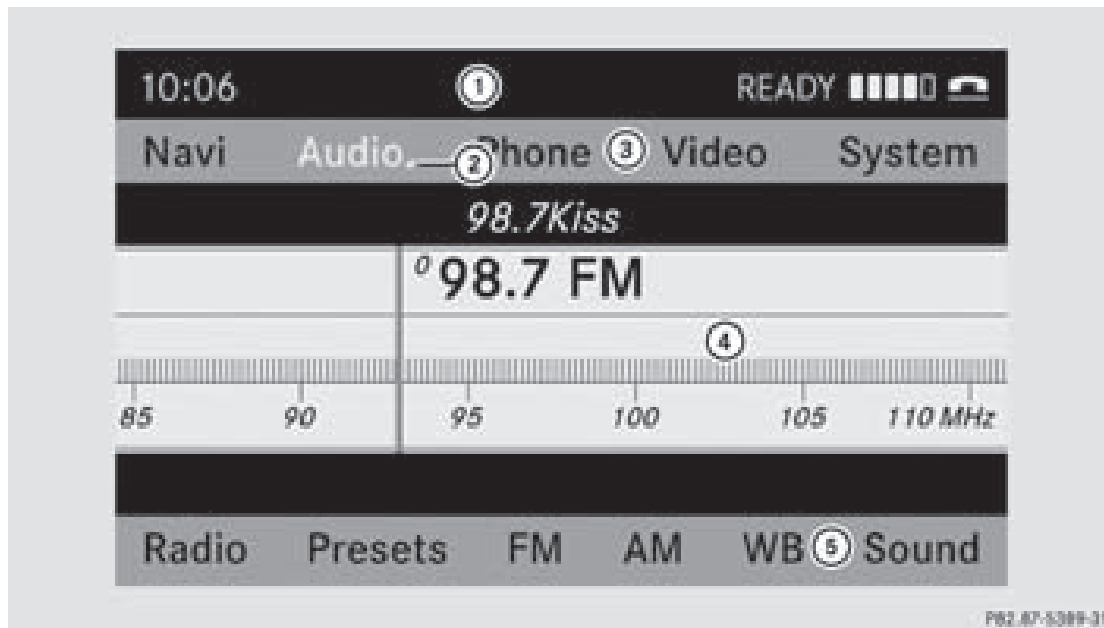 10:06 1 READY
Navi Audio 2 Phone 3 Video System
98.7Kiss
0 98.7 FM
4
85 90 95 100 105 110 MHz
Radio Presets FM AM WB 5 Sound
P82.87-5389-31